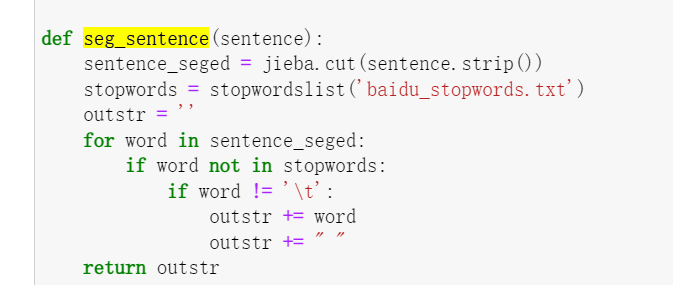 def seg_sentence(sentence):
    sentence_seged = jieba.cut(sentence.strip())
    stopwords = stopwordslist('baidu_stopwords.txt')
    outstr = ''
    for word in sentence_seged:
        if word not in stopwords:
            if word != '\t':
                outstr += word
                outstr += " "
    return outstr